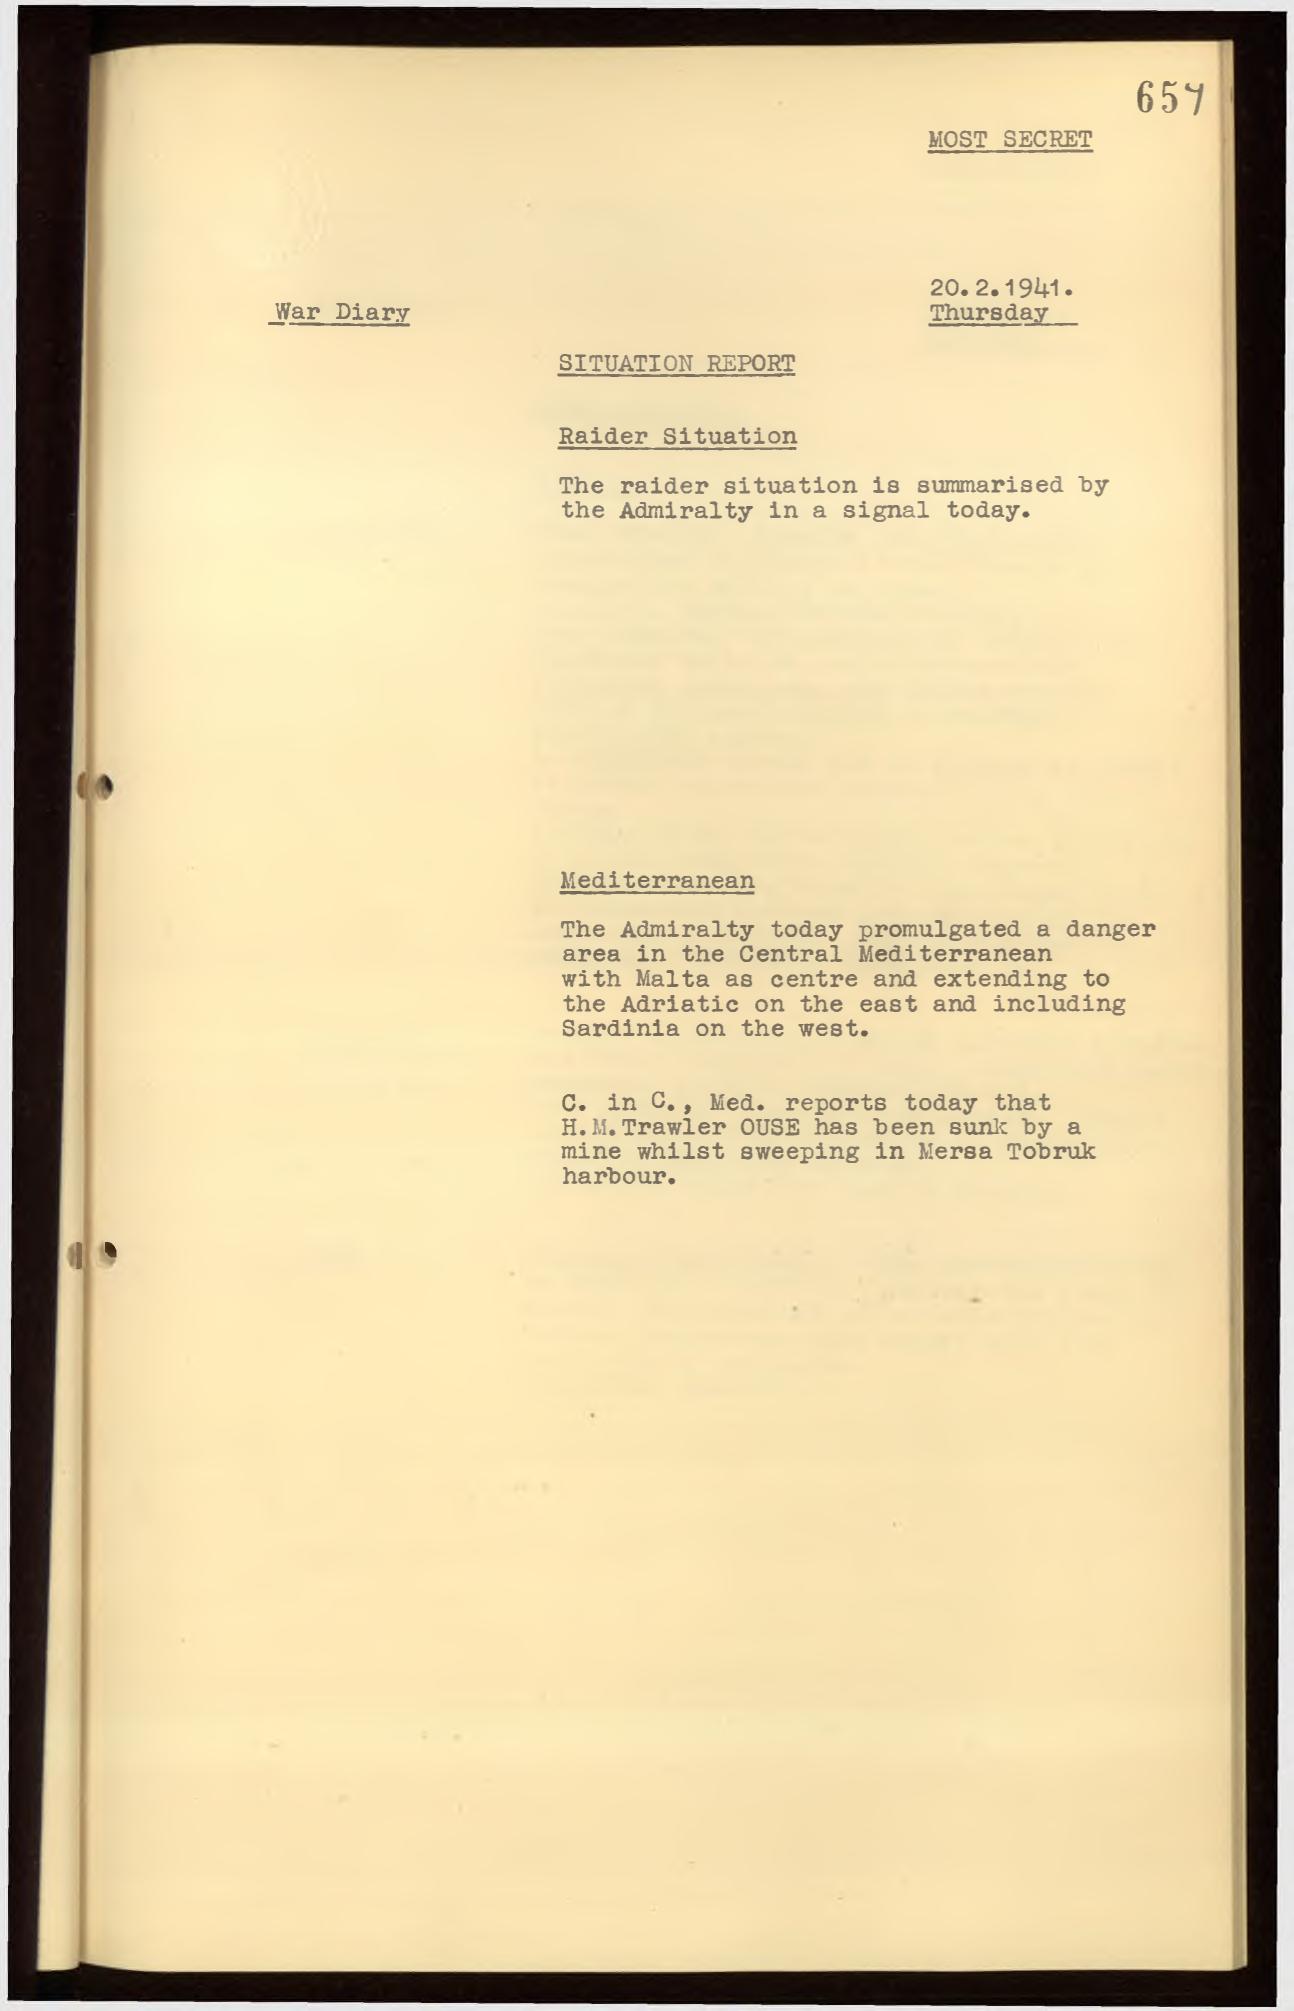 657
MOST SECRET
20.2.1941.
War Diary
Thursday
SITUATION REPORT
Raider Situation
The raider situation is summarised by
the Admiralty in a signal today.
Mediterranean
The Admiralty today promulgated a danger
area in the Central Mediterranean
with Malta as centre and extending to
the Adriatic on the east and including
Sardinia on the west.
C. in C., Med. reports today that
H.M.Trawler OUSE has been sunk by a
mine whilst sweeping in Mersa Tobruk
harbour.